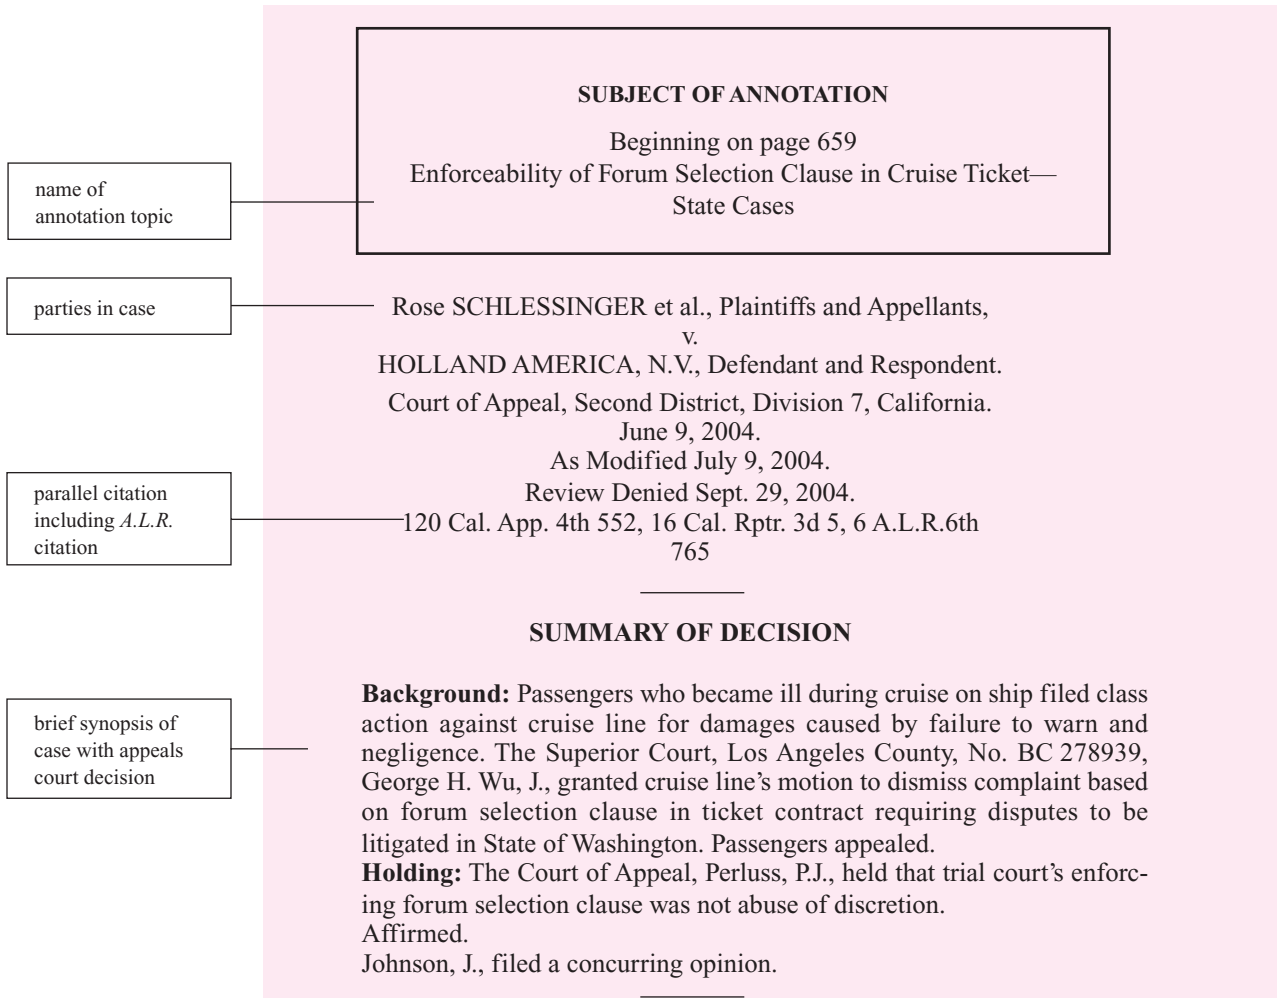 SUBJECT OF ANNOTATION
Beginning on page 659
Enforceability of Forum Selection Clause in Cruise Ticket—
State Cases
name of
annotation topic
parties in case
Rose SCHLESSINGER et al., Plaintiffs and Appellants,
v.
HOLLAND AMERICA, N.V., Defendant and Respondent.
Court of Appeal, Second District, Division 7, California.
June 9, 2004.
As Modified July 9, 2004.
Review Denied Sept. 29, 2004.
parallel citation
including A.L.R.
citation
120 Cal. App. 4th 552, 16 Cal. Rptr. 3d 5, 6 A.L.R.6th
765
SUMMARY OF DECISION
brief synopsis of
case with appeals
court decision
Background: Passengers who became ill during cruise on ship filed class
action against cruise line for damages caused by failure to warn and
negligence. The Superior Court, Los Angeles County, No. BC 278939,
George H. Wu, J., granted cruise line's motion to dismiss complaint based
on forum selection clause in ticket contract requiring disputes to be
litigated in State of Washington. Passengers appealed.
Holding: The Court of Appeal, Perluss, P.J., held that trial court's enforc-
ing forum selection clause was not abuse of discretion.
Affirmed.
Johnson, J., filed a concurring opinion.